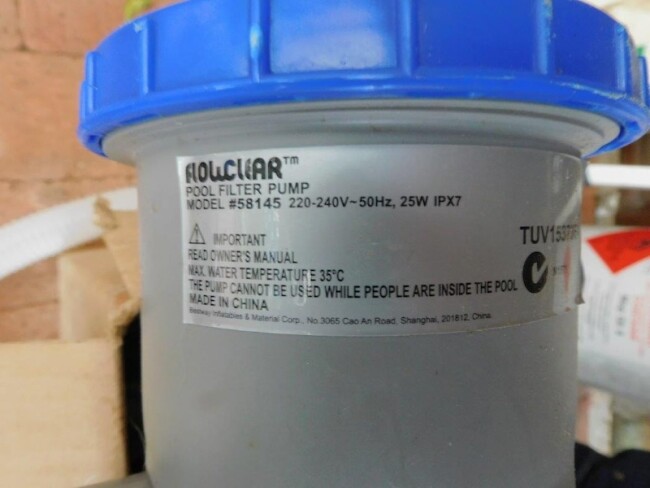 FLOWCLEAR™
POOL FILTER PUMP
MODEL #58145 220-240V~50Hz, 25W IPX7
IMPORTANT
READ OWNER'S MANUAL
MAX. WATER TEMPERATURE 35°C
THE PUMP CANNOT BE USED WHILE PEOPLE ARE INSIDE THE POOL
MADE IN CHINA
Bestway Inflatables & Material Corp., No.3065 Cao An Road, Shanghai, 201812, China